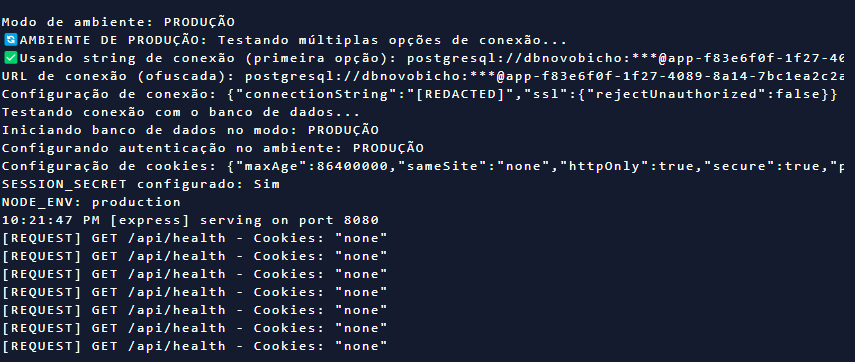 Modo de ambiente: PRODUÇÃO
🔄AMBIENTE DE PRODUÇÃO: Testando múltiplas opções de conexão...
✅Usando string de conexão (primeira opção): postgresql://dbnovobicho:***@app-f83e6f0f-1f27-40
URL de conexão (ofuscada): postgresql://dbnovobicho:***@app-f83e6f0f-1f27-4089-8a14-7bc1ea2c2a
Configuração de conexão: {"connectionString":"[REDACTED]","ssl":{"rejectUnauthorized":false}}
Testando conexão com o banco de dados...
Iniciando banco de dados no modo: PRODUÇÃO
Configurando autenticação no ambiente: PRODUÇÃO
Configuração de cookies: {"maxAge":86400000,"sameSite":"none","httpOnly":true,"secure":true,"p
SESSION_SECRET configurado: Sim
NODE_ENV: production
10:21:47 PM [express] serving on port 8080
[REQUEST] GET /api/health - Cookies: "none"
[REQUEST] GET /api/health - Cookies: "none"
[REQUEST] GET /api/health - Cookies: "none"
[REQUEST] GET /api/health - Cookies: "none"
[REQUEST] GET /api/health - Cookies: "none"
[REQUEST] GET /api/health - Cookies: "none"
[REQUEST] GET /api/health - Cookies: "none"